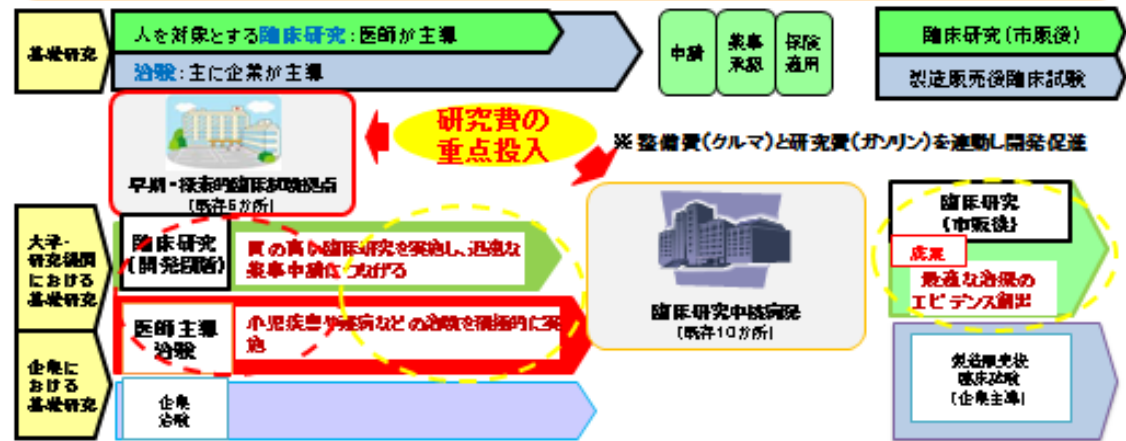 基礎研究
人を対象とする臨床研究:医師が主導
治験:主に企業が主導
申請
薬事
承認
保険
適用
臨床研究(市販後)
製造販売後臨床試験
研究費の
重点投入
※整備費(クルマ)と研究費(ガソリン)を連動し開発促進
早期・探索的臨床試験拠点
(既存5か所)
大学・
研究機関
における
基礎研究
臨床研究
(開発段階)
質の高い臨床研究を実施し、迅速な
薬事申請につなげる
医師主導
治験
小児疾患や難病などの治験を積極的に実
施
企業に
おける
基礎研究
企業
治験
臨床研究中核病院
(既存10か所)
臨床研究
(市販後)
成果
最適な治療の
エビデンス創出
製造販売後
臨床試験
(企業主導)